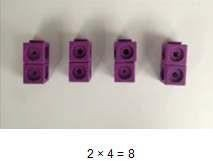 2 × 4 = 8